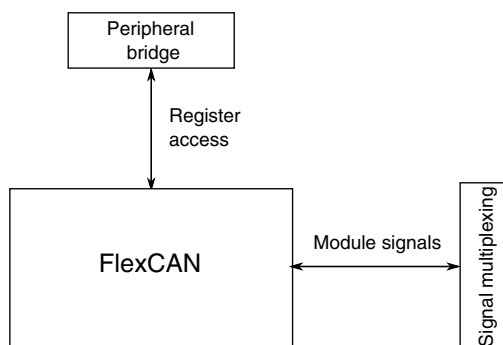 Peripheral
bridge
Register
access
FlexCAN
Module signals
Signal multiplexing